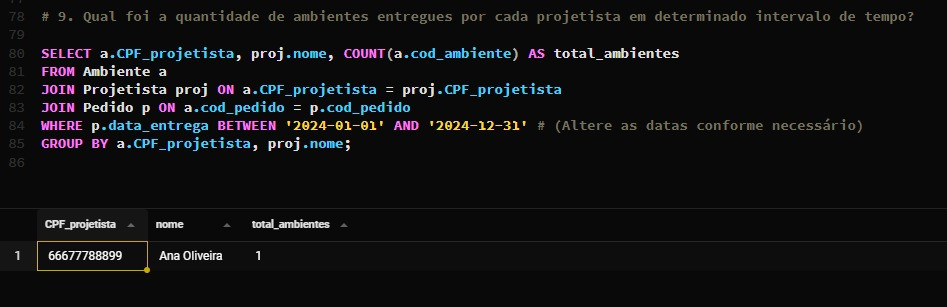 78 # 9. Qual foi a quantidade de ambientes entregues por cada projetista em determinado intervalo de tempo?
79
80 SELECT a.CPF_projetista, proj.nome, COUNT(a.cod_ambiente) AS total_ambientes
81 FROM Ambiente a
82 JOIN Projetista proj ON a.CPF_projetista = proj.CPF_projetista
83 JOIN Pedido p ON a.cod_pedido = p.cod_pedido
84 WHERE p.data_entrega BETWEEN '2024-01-01' AND '2024-12-31' # (Altere as datas conforme necessário)
85 GROUP BY a.CPF_projetista, proj.nome;
86
CPF_projetista nome total_ambientes
1 66677788899 Ana Oliveira 1